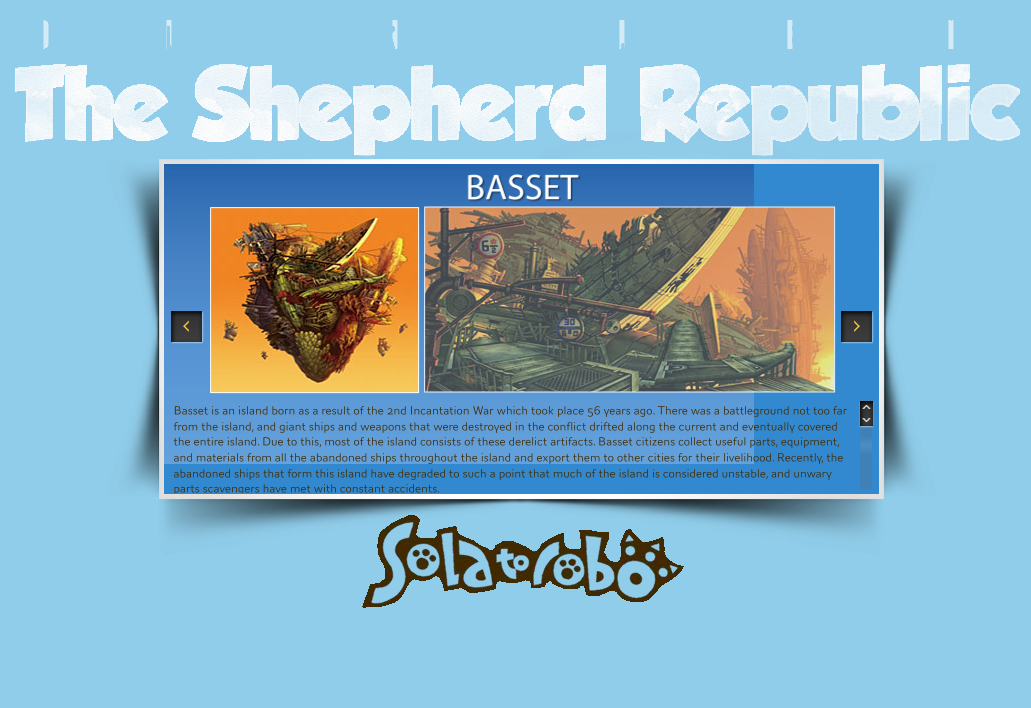 The Shepherd Republic
BASSET
6
30
Basset is an island born as a result of the 2nd Incantation War which took place 56 years ago. There was a battleground not too far
from the island, and giant ships and weapons that were destroyed in the conflict drifted along the current and eventually covered
the entire island. Due to this, most of the island consists of these derelict artifacts. Basset citizens collect useful parts, equipment,
and materials from all the abandoned ships throughout the island and export them to other cities for their livelihood. Recently, the
abandoned ships that form this island have degraded to such a point that much of the island is considered unstable, and unwary
parts scavengers have met with constant accidents.
Solatorobo